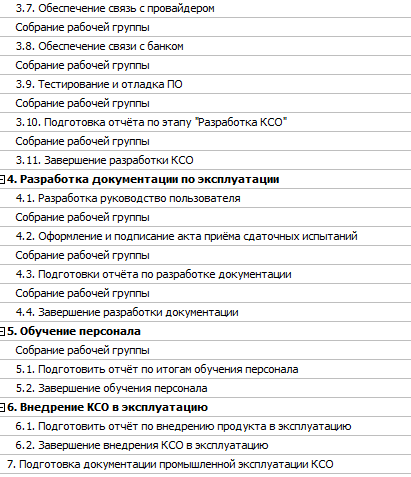 3.7. Обеспечение связь с провайдером
Собрание рабочей группы
3.8. Обеспечение связи с банком
Собрание рабочей группы
3.9. Тестирование и отладка ПО
Собрание рабочей группы
3.10. Подготовка отчёта по этапу "Разработка КСО"
Собрание рабочей группы
3.11. Завершение разработки КСО
4. Разработка документации по эксплуатации
4.1. Разработка руководство пользователя
Собрание рабочей группы
4.2. Оформление и подписание акта приёма сдаточных испытаний
Собрание рабочей группы
4.3. Подготовки отчёта по разработке документации
Собрание рабочей группы
4.4. Завершение разработки документации
5. Обучение персонала
Собрание рабочей группы
5.1. Подготовить отчёт по итогам обучения персонала
5.2. Завершение обучения персонала
6. Внедрение КСО в эксплуатацию
6.1. Подготовить отчёт по внедрению продукта в эксплуатацию
6.2. Завершение внедрения КСО в эксплуатацию
7. Подготовка документации промышленной эксплуатации КСО